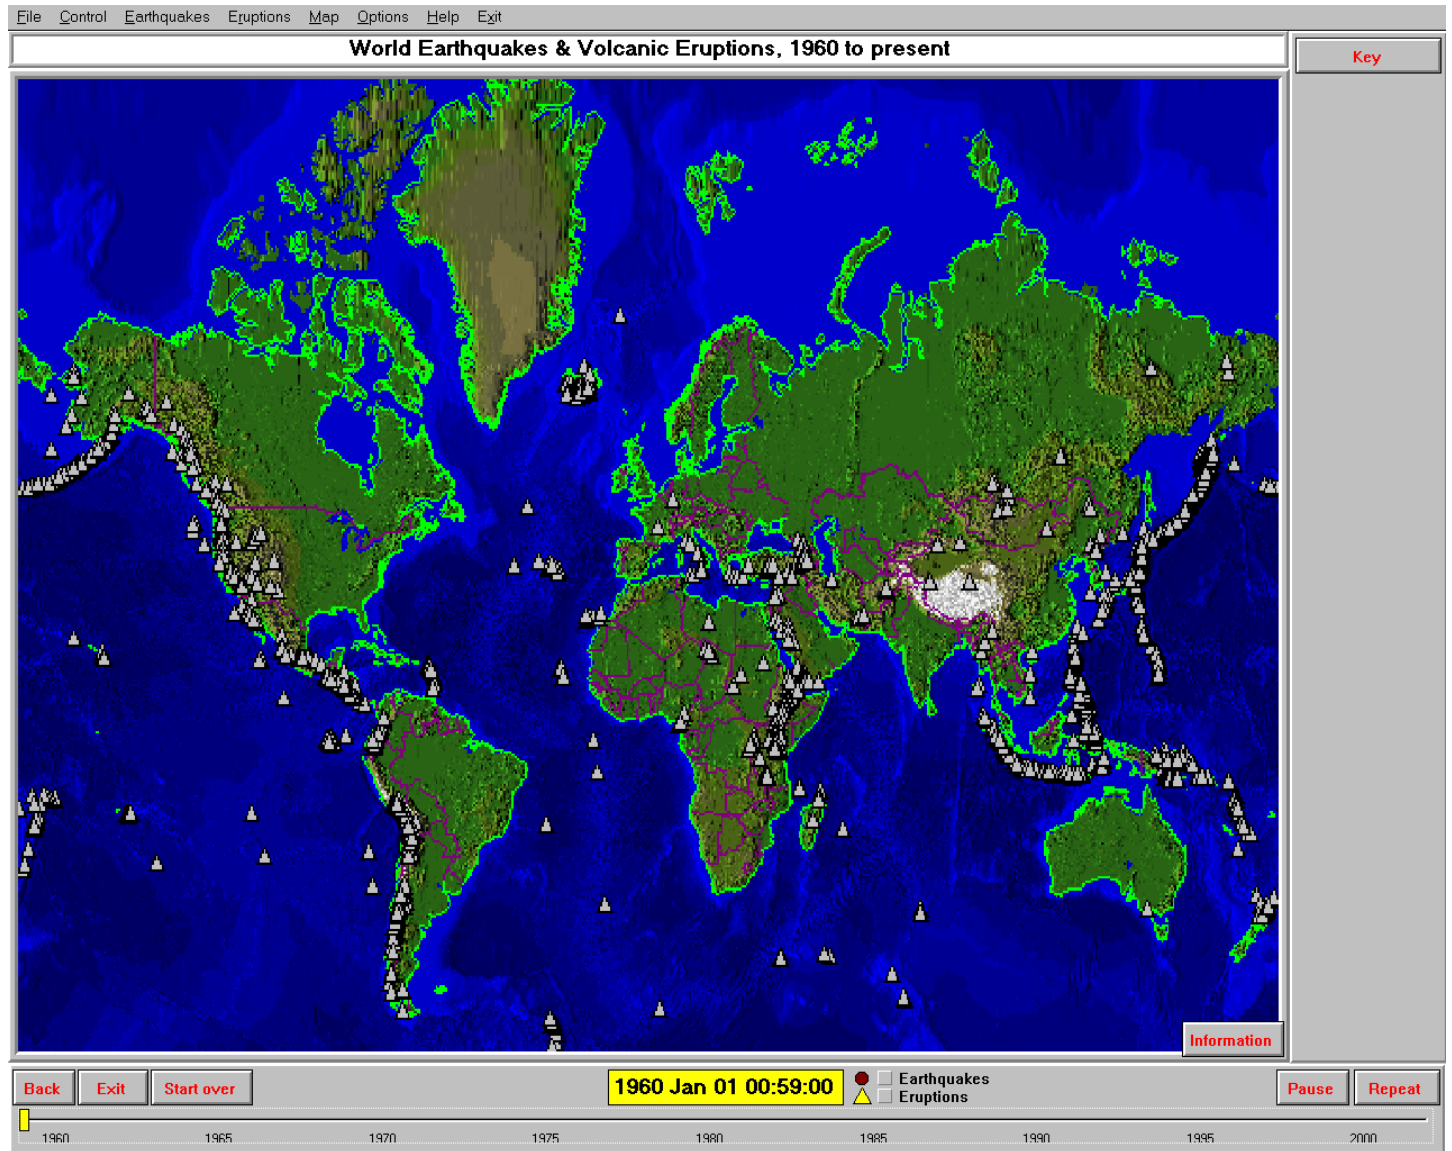 File Control Earthquakes Eruptions Map Options Help Exit
World Earthquakes & Volcanic Eruptions, 1960 to present
Key
Information
Back Exit Start over
1960 Jan 01 00:59:00
Earthquakes
Eruptions
Pause Repeat
1960 1965 1970 1975 1980 1985 1990 1995 2000